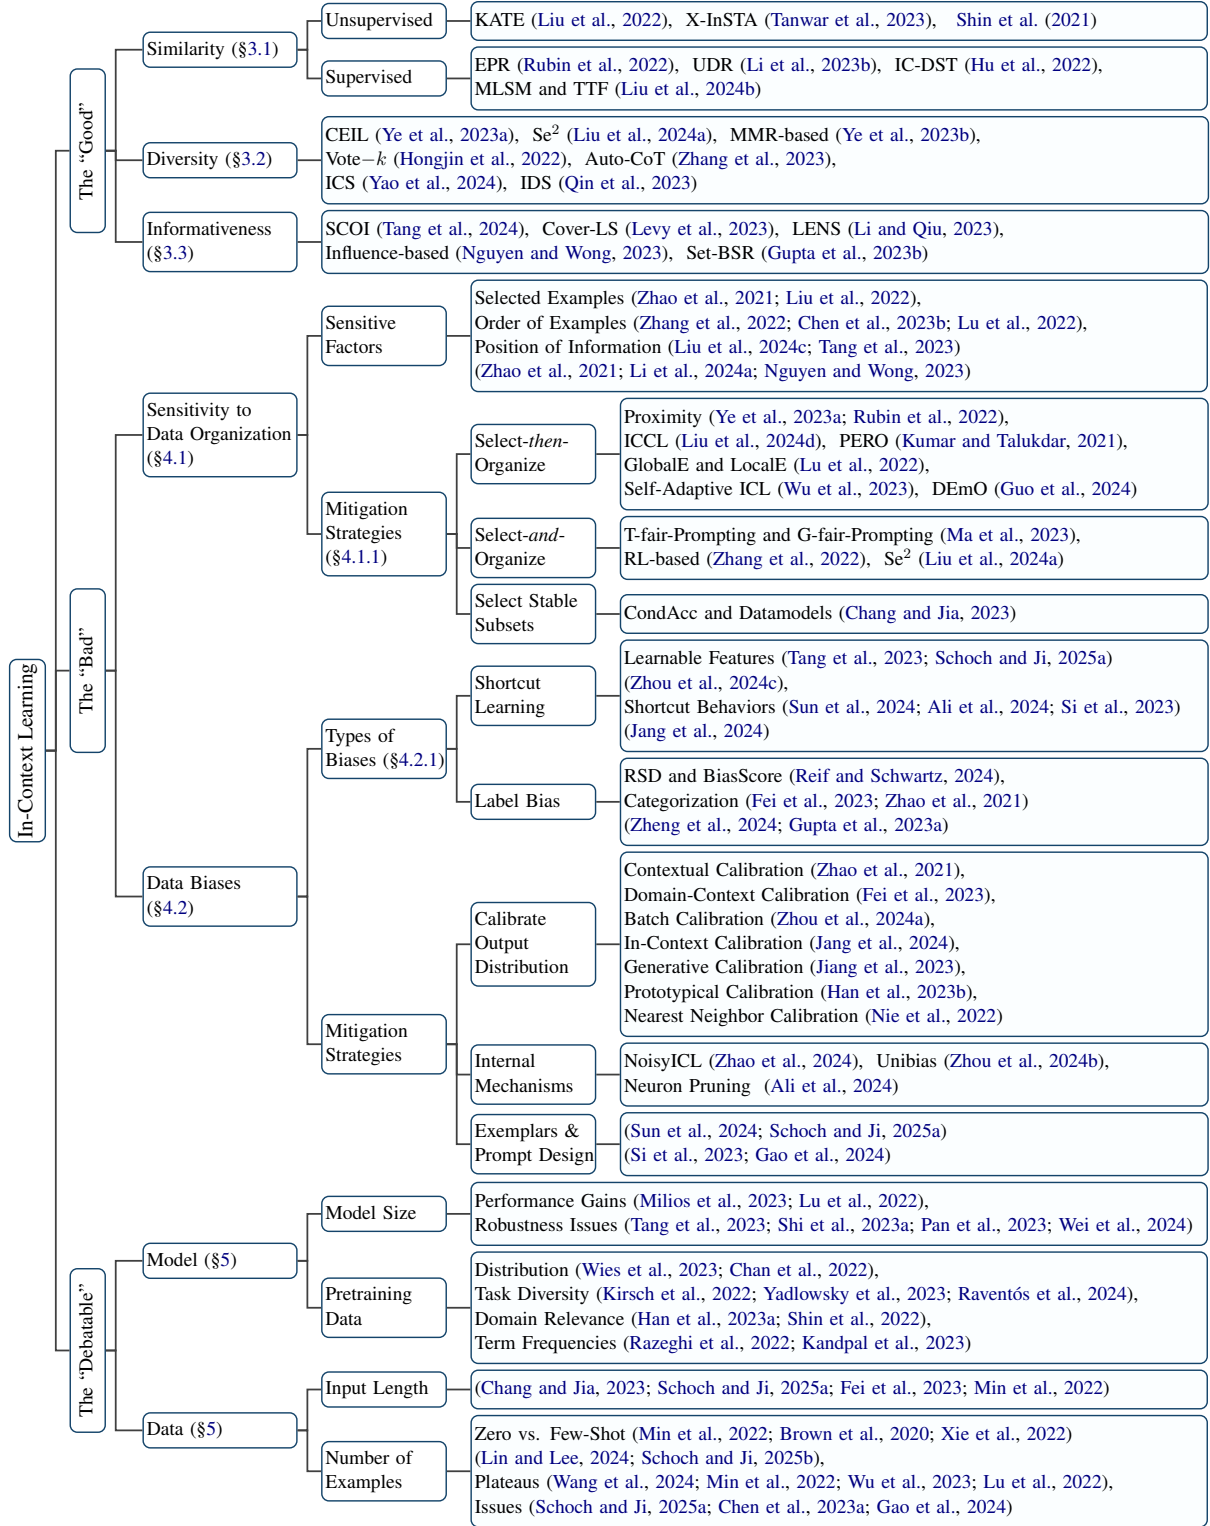 In-Context Learning
The “Good”
Similarity (§3.1)
Unsupervised
KATE (Liu et al., 2022), X-InSTA (Tanwar et al., 2023), Shin et al. (2021)
Supervised
EPR (Rubin et al., 2022), UDR (Li et al., 2023b), IC-DST (Hu et al., 2022),
MLSM and TTF (Liu et al., 2024b)
Diversity (§3.2)
CEIL (Ye et al., 2023a), Se² (Liu et al., 2024a), MMR-based (Ye et al., 2023b),
Vote−k (Hongjin et al., 2022), Auto-CoT (Zhang et al., 2023),
ICS (Yao et al., 2024), IDS (Qin et al., 2023)
Informativeness
(§3.3)
SCOI (Tang et al., 2024), Cover-LS (Levy et al., 2023), LENS (Li and Qiu, 2023),
Influence-based (Nguyen and Wong, 2023), Set-BSR (Gupta et al., 2023b)
The “Bad”
Sensitivity to
Data Organization
(§4.1)
Sensitive
Factors
Selected Examples (Zhao et al., 2021; Liu et al., 2022),
Order of Examples (Zhang et al., 2022; Chen et al., 2023b; Lu et al., 2022),
Position of Information (Liu et al., 2024c; Tang et al., 2023)
(Zhao et al., 2021; Li et al., 2024a; Nguyen and Wong, 2023)
Mitigation
Strategies
(§4.1.1)
Select-then-
Organize
Proximity (Ye et al., 2023a; Rubin et al., 2022),
ICCL (Liu et al., 2024d), PERO (Kumar and Talukdar, 2021),
GlobalE and LocalE (Lu et al., 2022),
Self-Adaptive ICL (Wu et al., 2023), DEmO (Guo et al., 2024)
Select-and-
Organize
T-fair-Prompting and G-fair-Prompting (Ma et al., 2023),
RL-based (Zhang et al., 2022), Se² (Liu et al., 2024a)
Select Stable
Subsets
CondAcc and Datamodels (Chang and Jia, 2023)
Data Biases
(§4.2)
Types of
Biases (§4.2.1)
Shortcut
Learning
Learnable Features (Tang et al., 2023; Schoch and Ji, 2025a)
(Zhou et al., 2024c),
Shortcut Behaviors (Sun et al., 2024; Ali et al., 2024; Si et al., 2023)
(Jang et al., 2024)
Label Bias
RSD and BiasScore (Reif and Schwartz, 2024),
Categorization (Fei et al., 2023; Zhao et al., 2021)
(Zheng et al., 2024; Gupta et al., 2023a)
Mitigation
Strategies
Calibrate
Output
Distribution
Contextual Calibration (Zhao et al., 2021),
Domain-Context Calibration (Fei et al., 2023),
Batch Calibration (Zhou et al., 2024a),
In-Context Calibration (Jang et al., 2024),
Generative Calibration (Jiang et al., 2023),
Prototypical Calibration (Han et al., 2023b),
Nearest Neighbor Calibration (Nie et al., 2022)
Internal
Mechanisms
NoisyICL (Zhao et al., 2024), Unibias (Zhou et al., 2024b),
Neuron Pruning (Ali et al., 2024)
Exemplars &
Prompt Design
(Sun et al., 2024; Schoch and Ji, 2025a)
(Si et al., 2023; Gao et al., 2024)
The “Debatable”
Model (§5)
Model Size
Performance Gains (Milios et al., 2023; Lu et al., 2022),
Robustness Issues (Tang et al., 2023; Shi et al., 2023a; Pan et al., 2023; Wei et al., 2024)
Pretraining
Data
Distribution (Wies et al., 2023; Chan et al., 2022),
Task Diversity (Kirsch et al., 2022; Yadlowsky et al., 2023; Raventós et al., 2024),
Domain Relevance (Han et al., 2023a; Shin et al., 2022),
Term Frequencies (Razeghi et al., 2022; Kandpal et al., 2023)
Data (§5)
Input Length
(Chang and Jia, 2023; Schoch and Ji, 2025a; Fei et al., 2023; Min et al., 2022)
Number of
Examples
Zero vs. Few-Shot (Min et al., 2022; Brown et al., 2020; Xie et al., 2022)
(Lin and Lee, 2024; Schoch and Ji, 2025b),
Plateaus (Wang et al., 2024; Min et al., 2022; Wu et al., 2023; Lu et al., 2022),
Issues (Schoch and Ji, 2025a; Chen et al., 2023a; Gao et al., 2024)